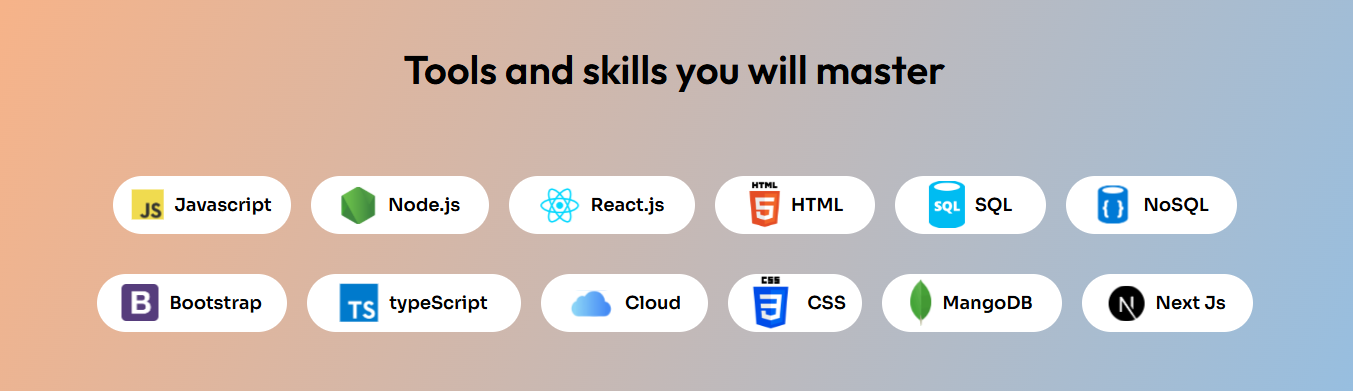 Tools and skills you will master
JS Javascript Node.js React.js HTML 5 HTML SQL SQL { } NoSQL
B Bootstrap TS typeScript Cloud CSS 3 CSS MangoDB N Next Js